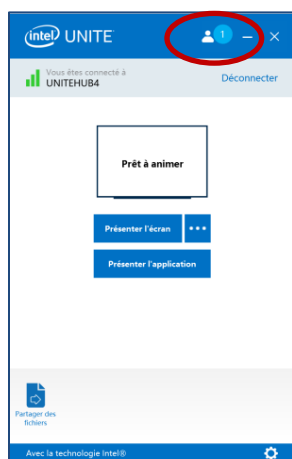 intel UNITE
1
Vous êtes connecté à
UNITEHUB4
Déconnecter
Prêt à animer
Présenter l'écran
Présenter l'application
Partager des
fichiers
Avec la technologie Intel®